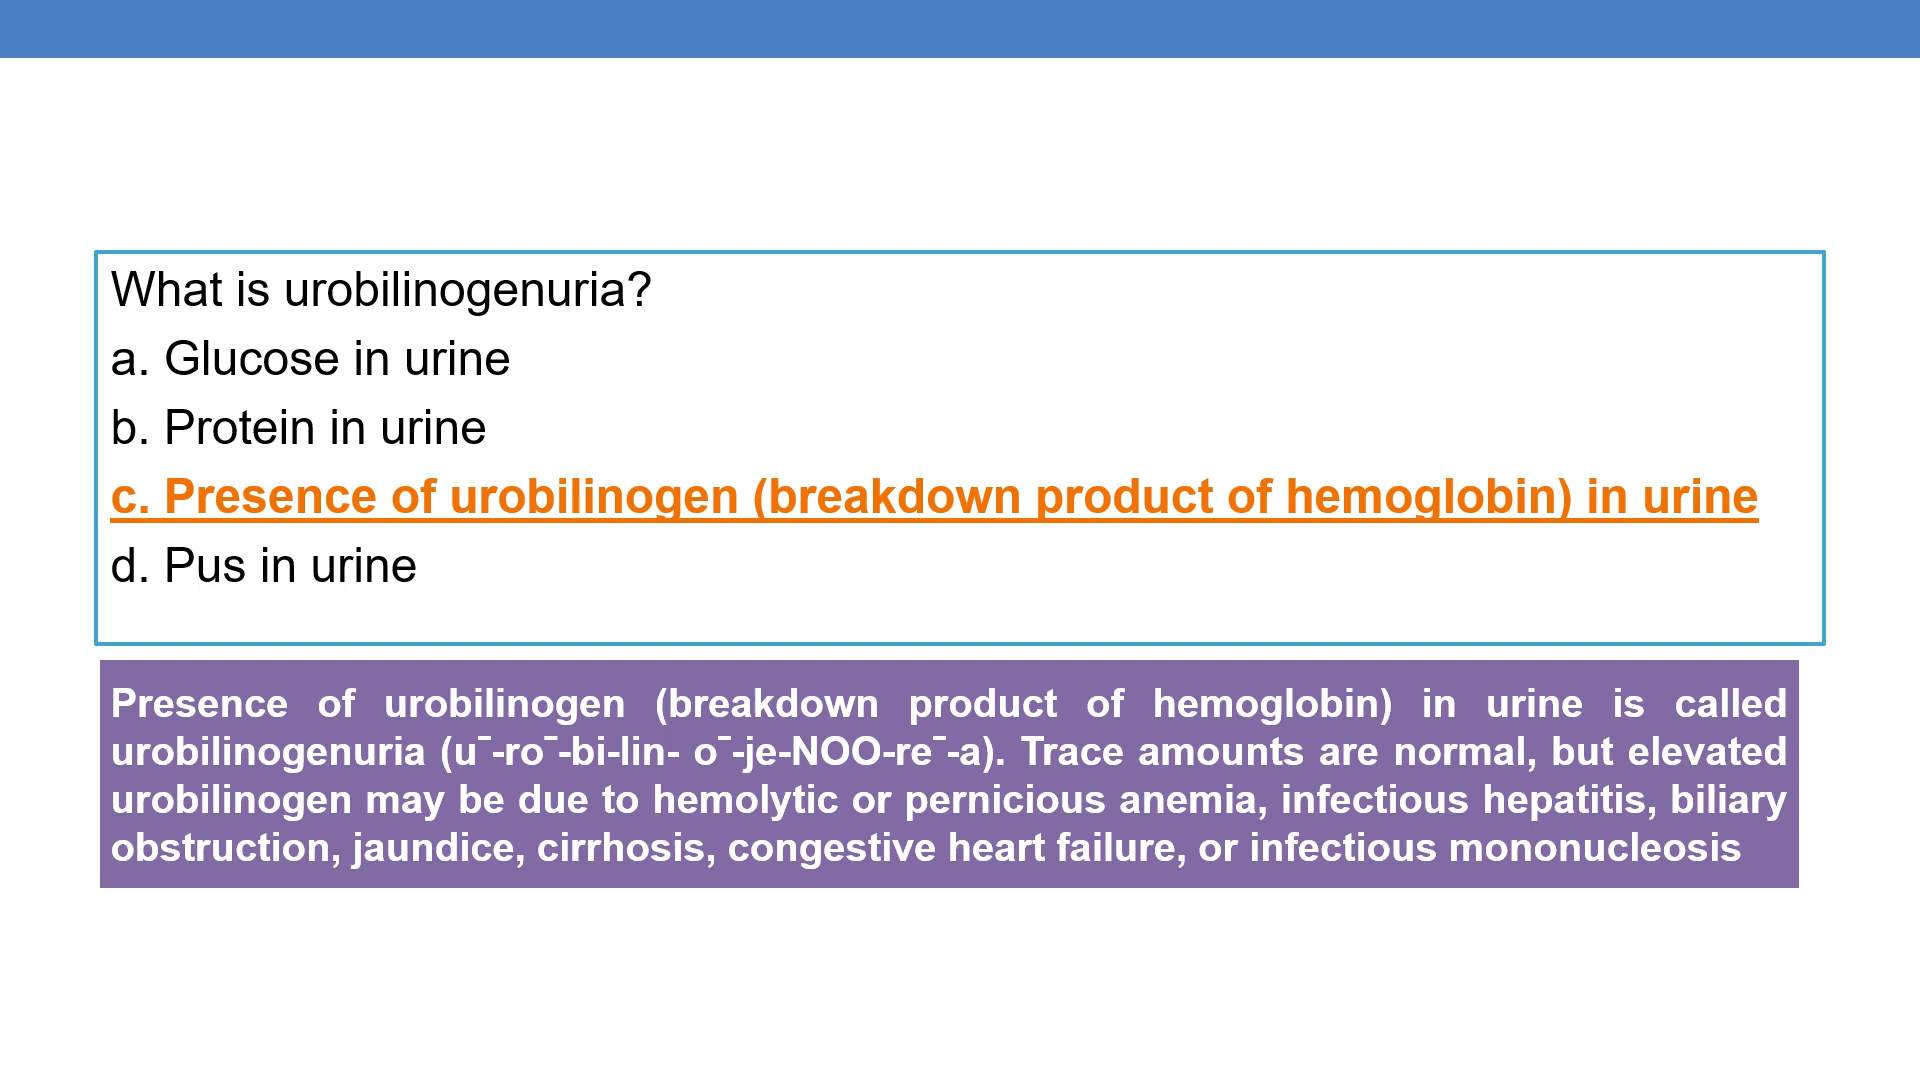 What is urobilinogenuria?
a. Glucose in urine
b. Protein in urine
c. Presence of urobilinogen (breakdown product of hemoglobin) in urine
d. Pus in urine
Presence of urobilinogen (breakdown product of hemoglobin) in urine is called
urobilinogenuria (u¯-ro¯-bi-lin- o¯-je-NOO-re¯-a). Trace amounts are normal, but elevated
urobilinogen may be due to hemolytic or pernicious anemia, infectious hepatitis, biliary
obstruction, jaundice, cirrhosis, congestive heart failure, or infectious mononucleosis